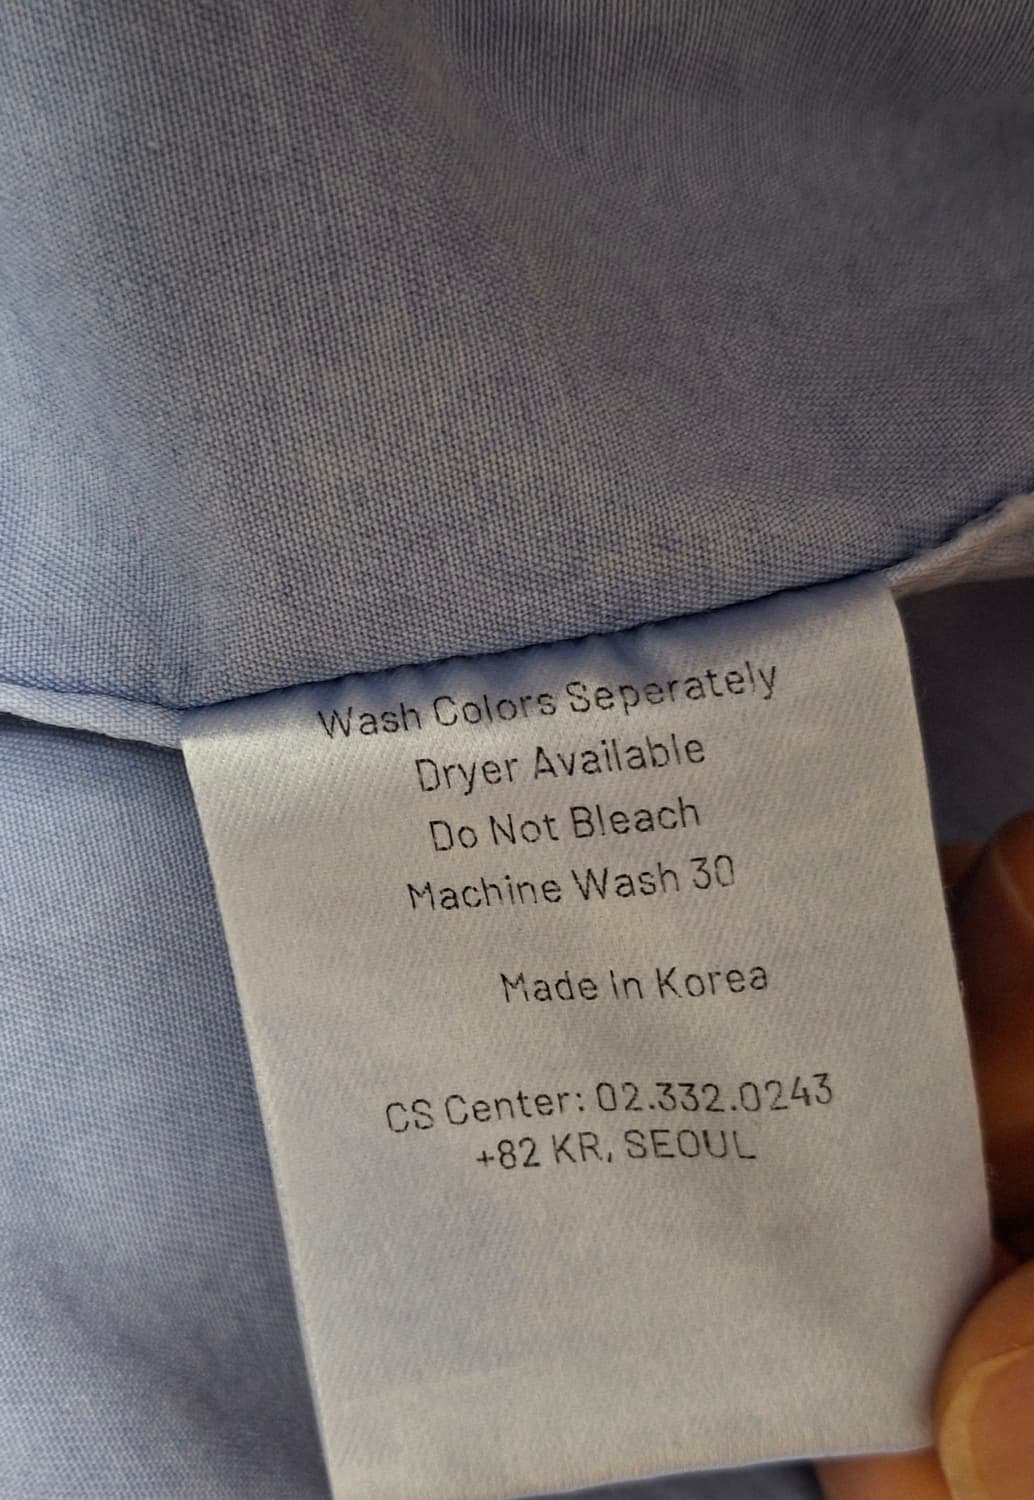 Wash Colors Seperately
Dryer Available
Do Not Bleach
Machine Wash 30
Made In Korea
CS Center: 02.332.0243
+82 KR, SEOUL